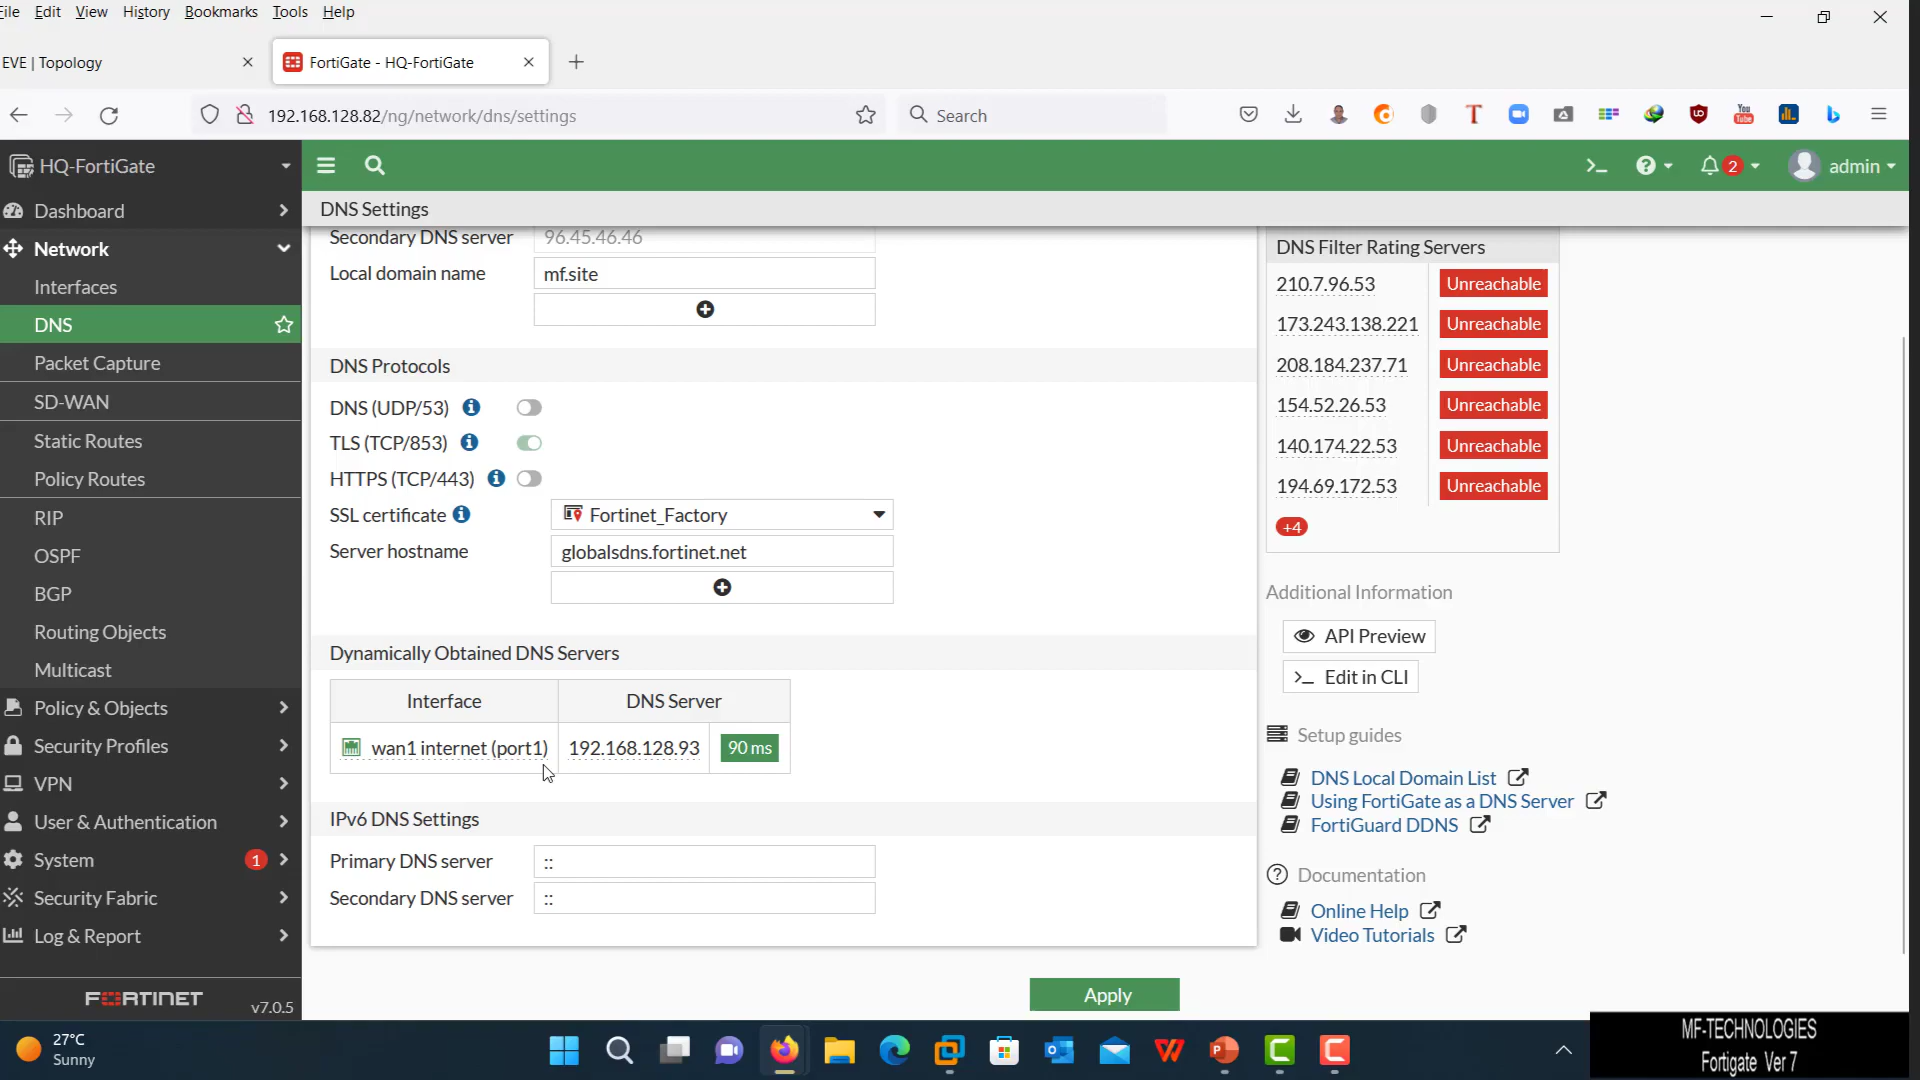 File Edit View History Bookmarks Tools Help
EVE | Topology
FortiGate - HQ-FortiGate
192.168.128.82/ng/network/dns/settings
Search
HQ-FortiGate
2
admin
Dashboard
Network
Interfaces
DNS
Packet Capture
SD-WAN
Static Routes
Policy Routes
RIP
OSPF
BGP
Routing Objects
Multicast
Policy & Objects
Security Profiles
VPN
User & Authentication
System 1
Security Fabric
Log & Report
FORTINET
v7.0.5
DNS Settings
Secondary DNS server 96.45.46.46
Local domain name mf.site
DNS Protocols
DNS (UDP/53)
TLS (TCP/853)
HTTPS (TCP/443)
SSL certificate Fortinet_Factory
Server hostname globalsdns.fortinet.net
Dynamically Obtained DNS Servers
Interface DNS Server
wan1 internet (port1) 192.168.128.93 90 ms
IPv6 DNS Settings
Primary DNS server ::
Secondary DNS server ::
Apply
DNS Filter Rating Servers
210.7.96.53 Unreachable
173.243.138.221 Unreachable
208.184.237.71 Unreachable
154.52.26.53 Unreachable
140.174.22.53 Unreachable
194.69.172.53 Unreachable
+4
Additional Information
API Preview
>_ Edit in CLI
Setup guides
DNS Local Domain List
Using FortiGate as a DNS Server
FortiGuard DDNS
Documentation
Online Help
Video Tutorials
27°C
Sunny
MF-TECHNOLOGIES
Fortigate Ver 7